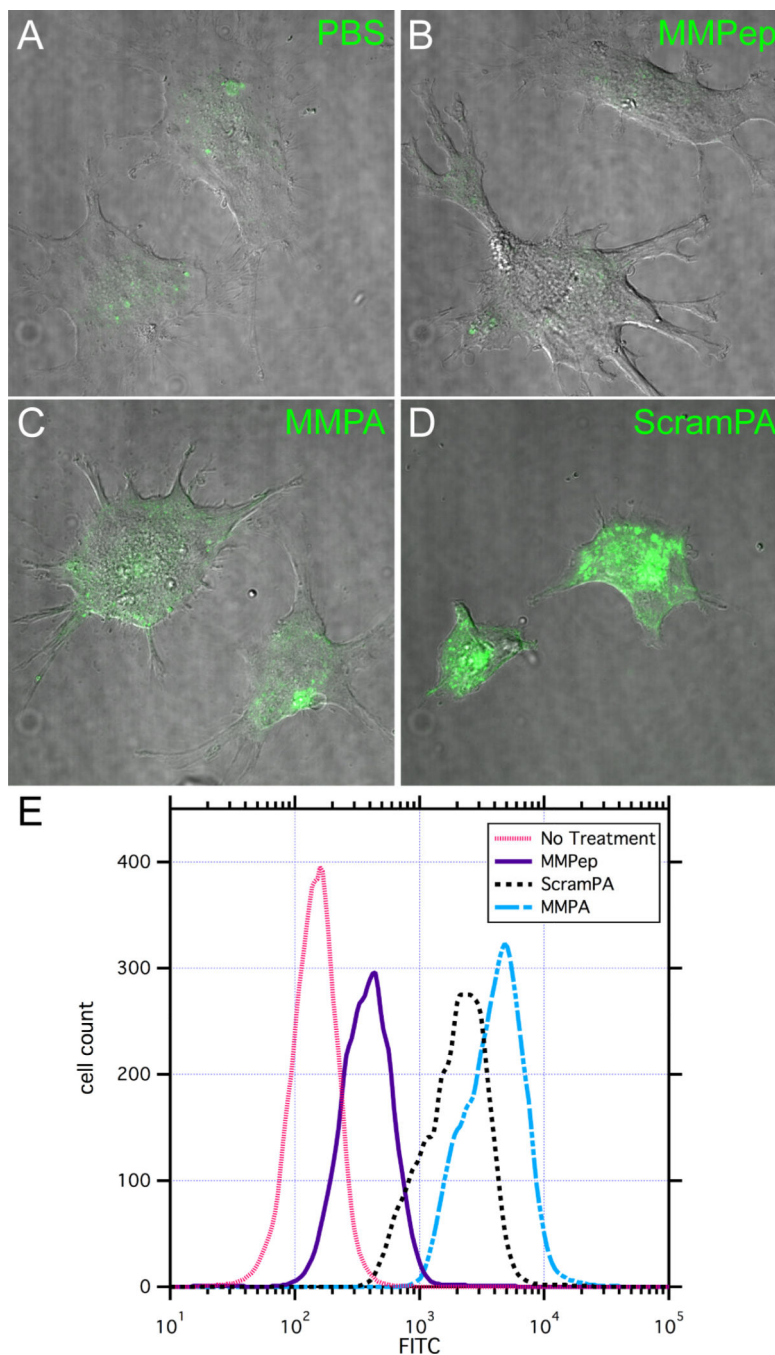 A PBS
B MMPep
C MMPA
D ScramPA
E
No Treatment
MMPep
ScramPA
MMPA
400
300
200
100
0
cell count
10^1 10^2 10^3 10^4 10^5
FITC